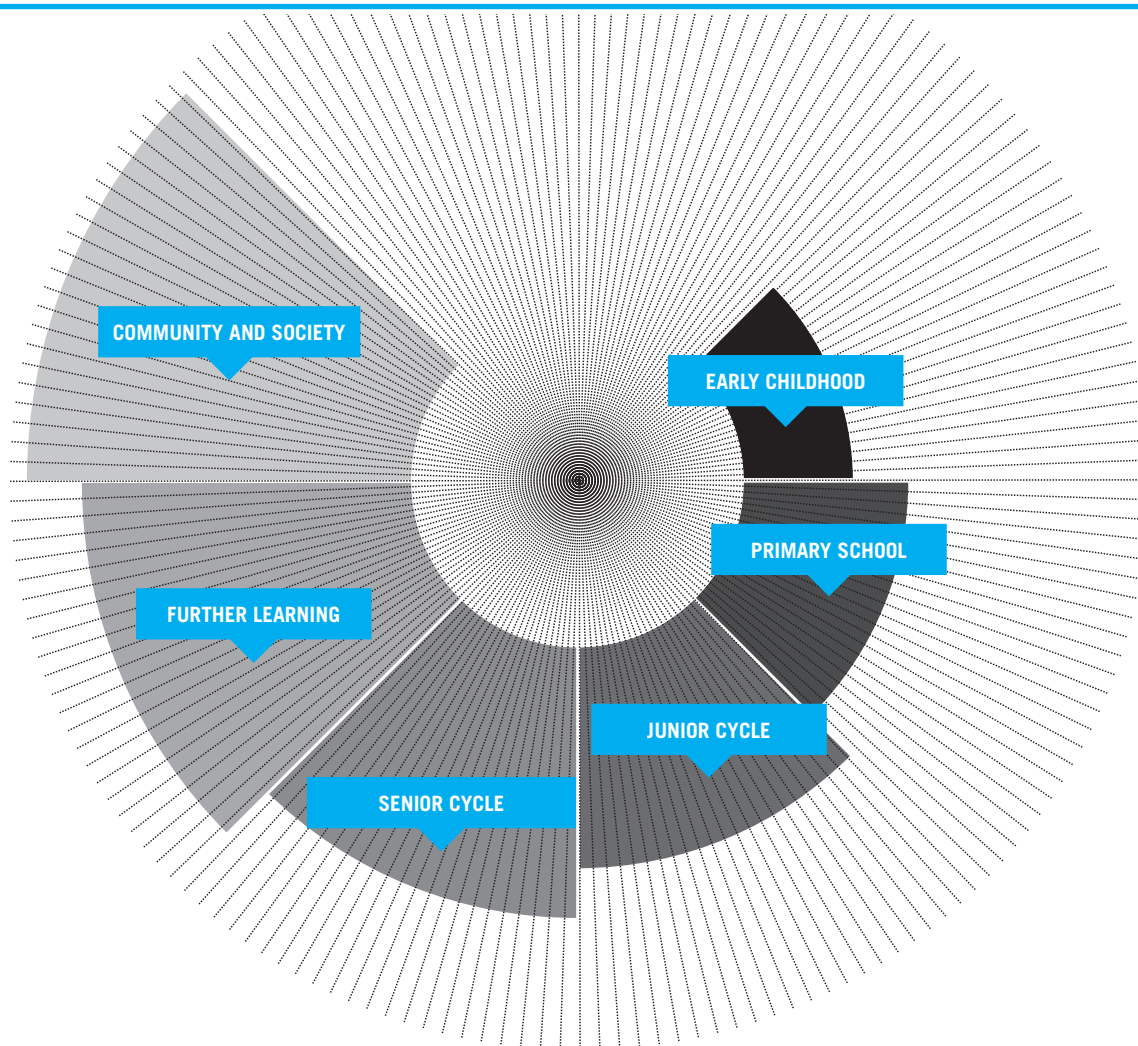 COMMUNITY AND SOCIETY
EARLY CHILDHOOD
PRIMARY SCHOOL
FURTHER LEARNING
JUNIOR CYCLE
SENIOR CYCLE